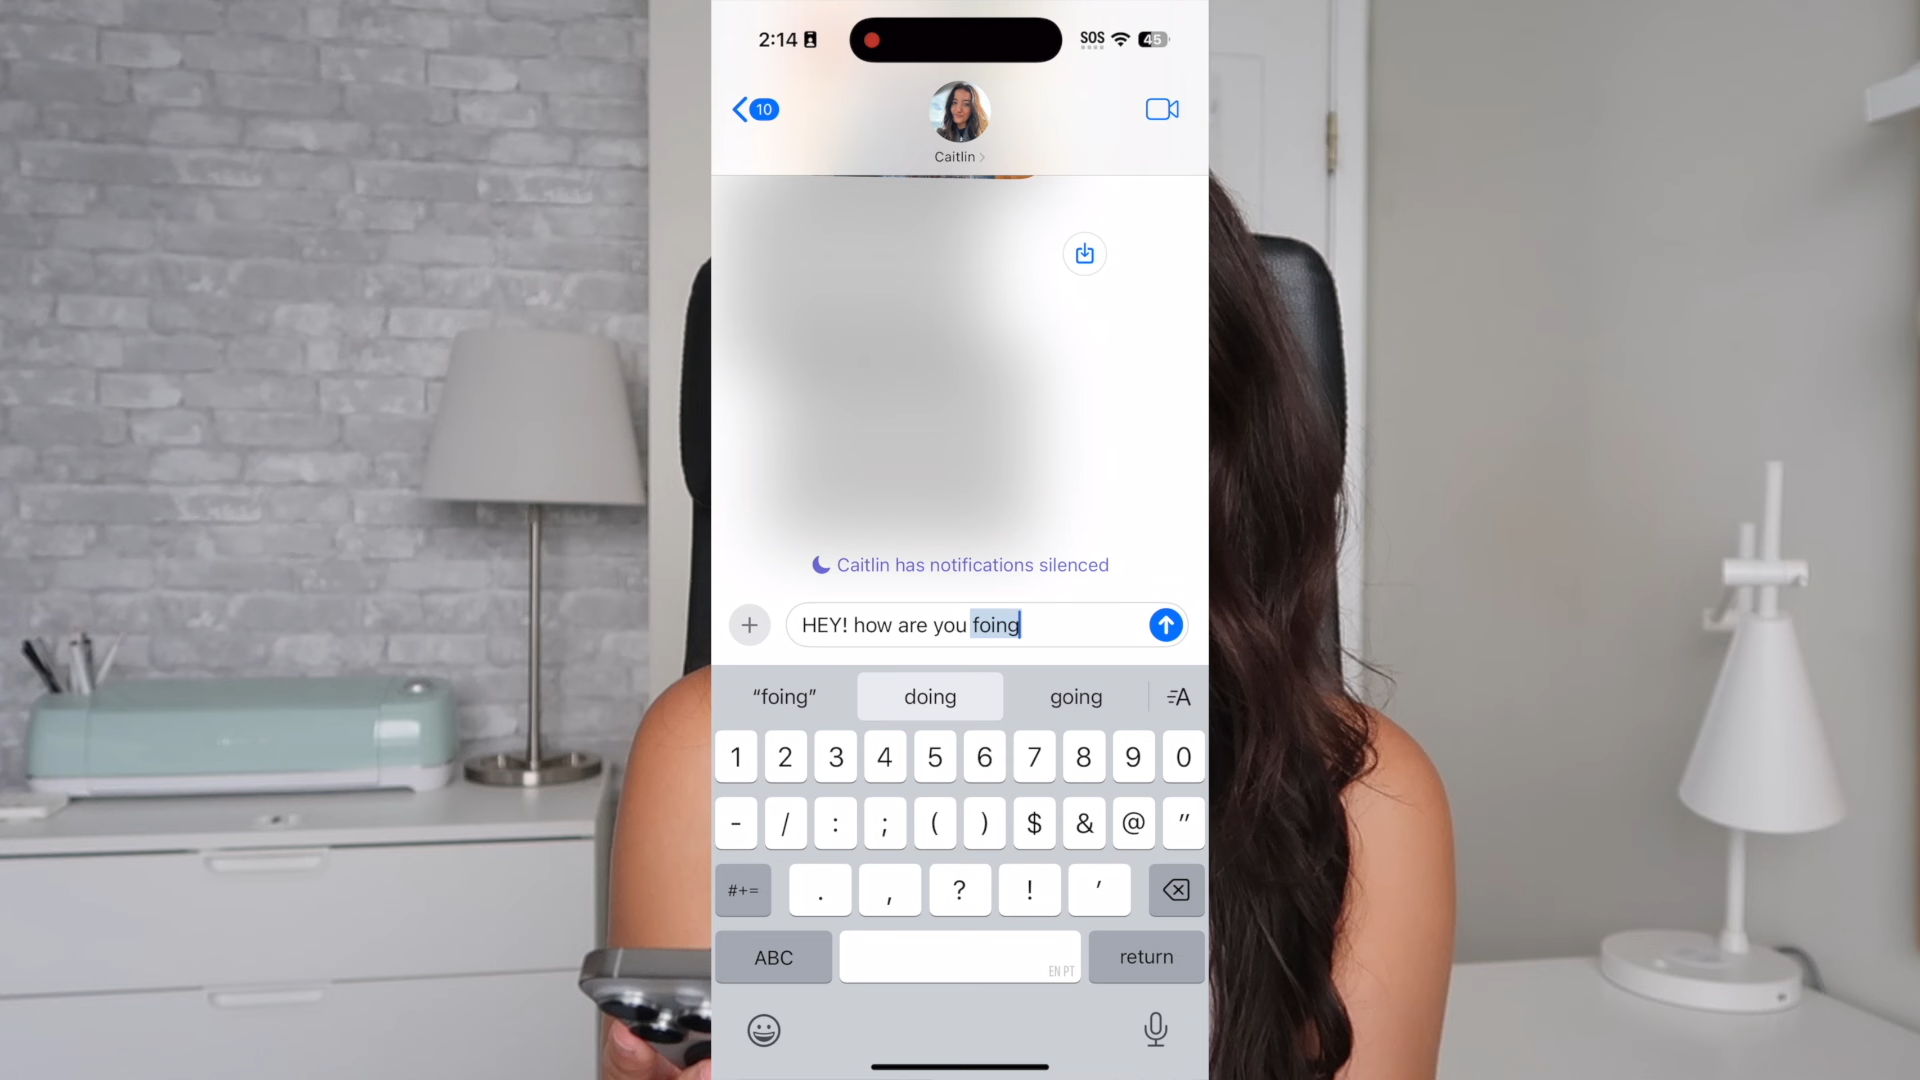 2:14 SOS 45
10
Caitlin
Caitlin has notifications silenced
HEY! how are you foing
“foing” doing going
1 2 3 4 5 6 7 8 9 0
- / : ; ( ) $ & @ "
#+= . , ? ! '
ABC EN PT return